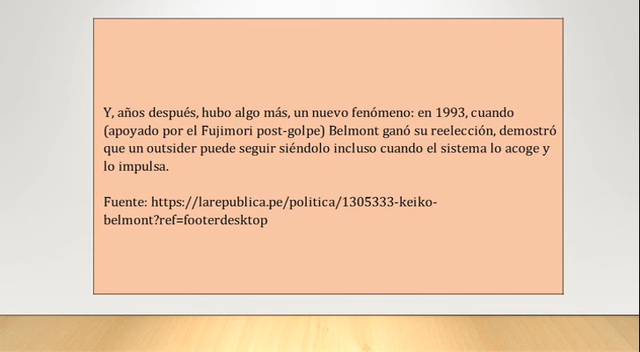 Y, años después, hubo algo más, un nuevo fenómeno: en 1993, cuando
(apoyado por el Fujimori post-golpe) Belmont ganó su reelección, demostró
que un outsider puede seguir siéndolo incluso cuando el sistema lo acoge y
lo impulsa.
Fuente: https://larepublica.pe/politica/1305333-keiko-
belmont?ref=footerdesktop